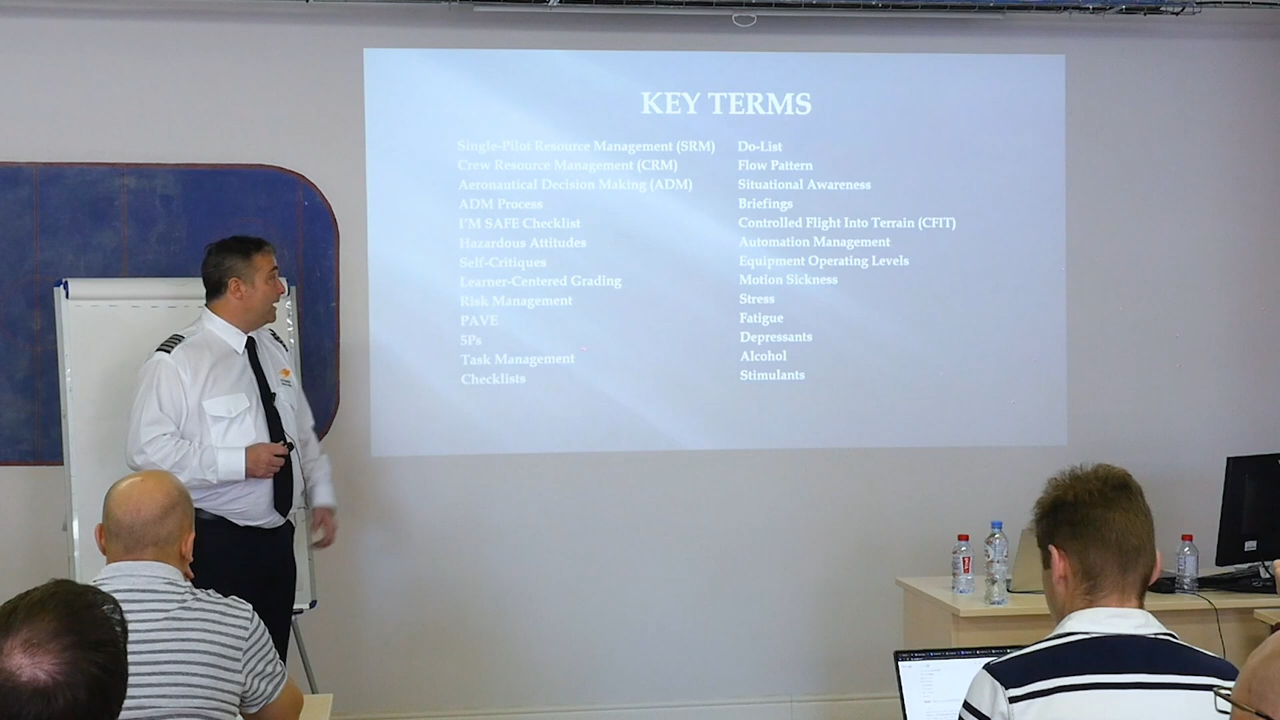 KEY TERMS
Single-Pilot Resource Management (SRM)
Crew Resource Management (CRM)
Aeronautical Decision Making (ADM)
ADM Process
I'M SAFE Checklist
Hazardous Attitudes
Self-Critiques
Learner-Centered Grading
Risk Management
PAVE
5Ps
Task Management
Checklists
Do-List
Flow Pattern
Situational Awareness
Briefings
Controlled Flight Into Terrain (CFIT)
Automation Management
Equipment Operating Levels
Motion Sickness
Stress
Fatigue
Depressants
Alcohol
Stimulants